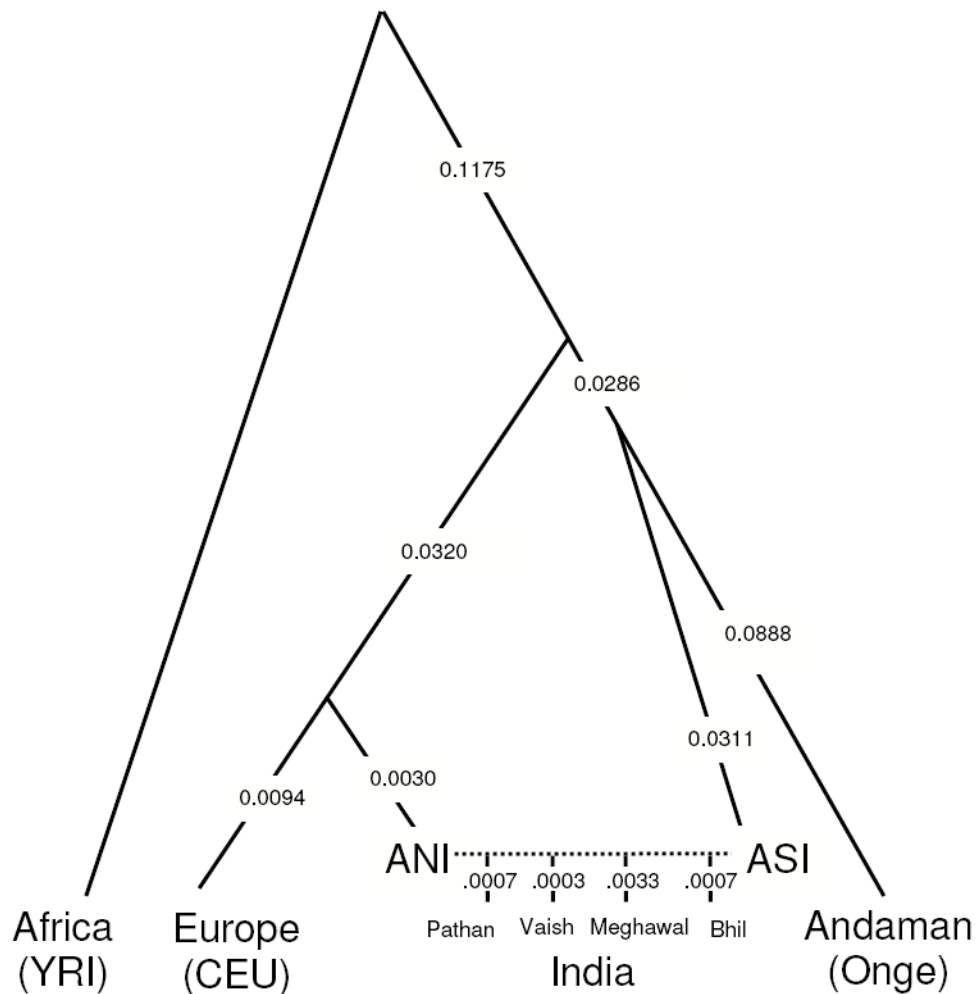 0.1175
0.0286
0.0320
0.0888
0.0311
0.0030
0.0094
ANI ASI
.0007 .0003 .0033 .0007
Pathan Vaish Meghawal Bhil
India
Africa
(YRI)
Europe
(CEU)
Andaman
(Onge)